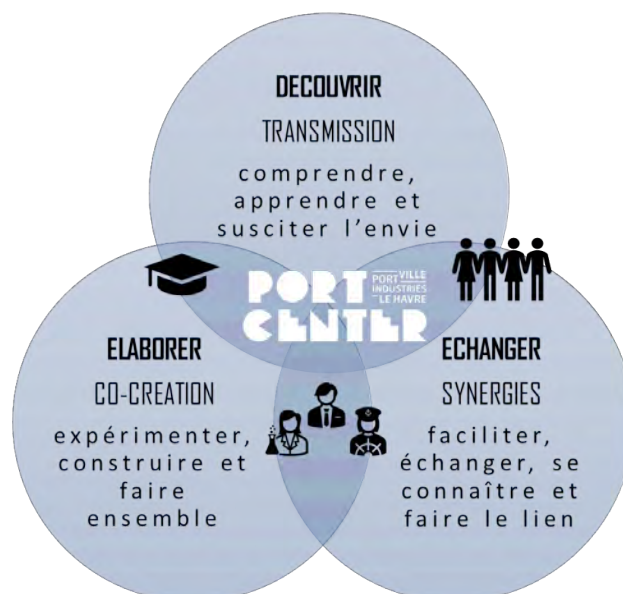 DECOUVRIR
TRANSMISSION
comprendre,
apprendre et
susciter l'envie
PORT
CENTER
PORT VILLE
INDUSTRIES
LE HAVRE
ELABORER
CO-CREATION
expérimenter,
construire et
faire
ensemble
ECHANGER
SYNERGIES
faciliter,
échanger, se
connaître et
faire le lien